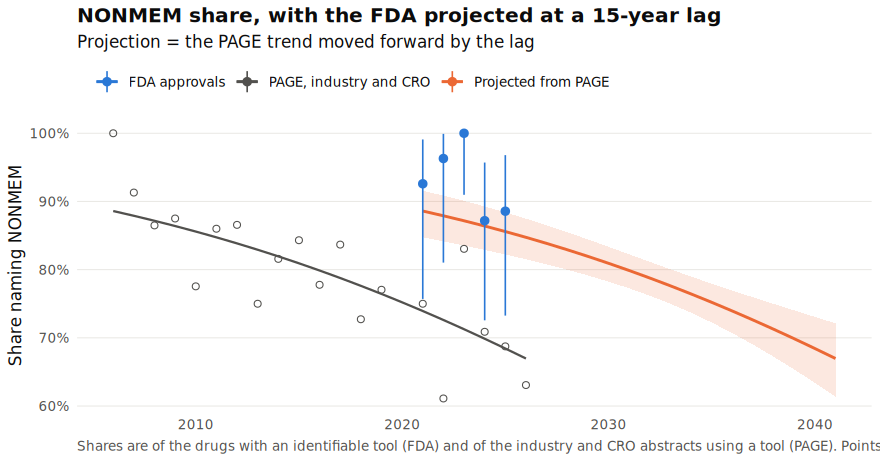 NONMEM share, with the FDA projected at a 15-year lag
Projection = the PAGE trend moved forward by the lag
FDA approvals
PAGE, industry and CRO
Projected from PAGE
Share naming NONMEM
100%
90%
80%
70%
60%
2010
2020
2030
2040
Shares are of the drugs with an identifiable tool (FDA) and of the industry and CRO abstracts using a tool (PAGE). Points